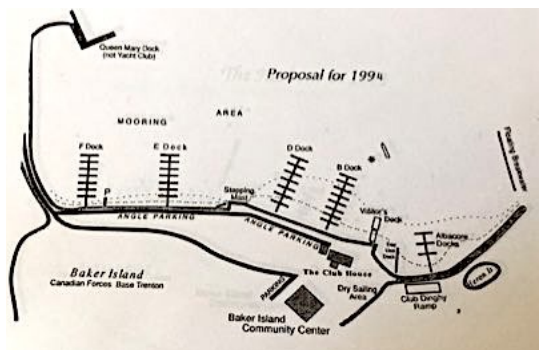 Queen Mary Dock
(not Yacht Club)
Proposal for 1994
MOORING
AREA
F Dock
E Dock
D Dock
B Dock
P
Stepping
Mast
Visitor's
Dock
Floating Breakwater
Albacore
Docks
ANGLE PARKING
ANGLE PARKING
The Club House
Baker Island
Canadian Forces Base Trenton
PARKING
Dry Sailing
Area
Club Dinghy
Ramp
Baker Island
Community Center